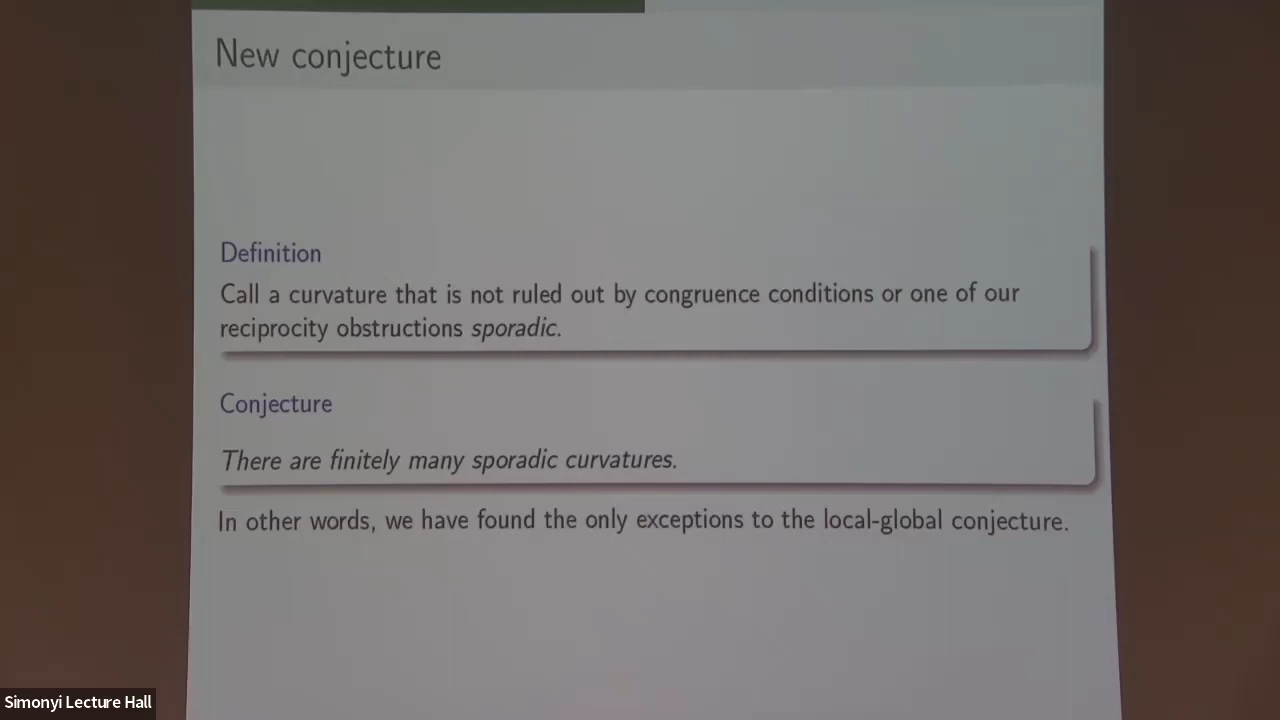 New conjecture
Definition
Call a curvature that is not ruled out by congruence conditions or one of our
reciprocity obstructions sporadic.
Conjecture
There are finitely many sporadic curvatures.
In other words, we have found the only exceptions to the local-global conjecture.
Simonyi Lecture Hall